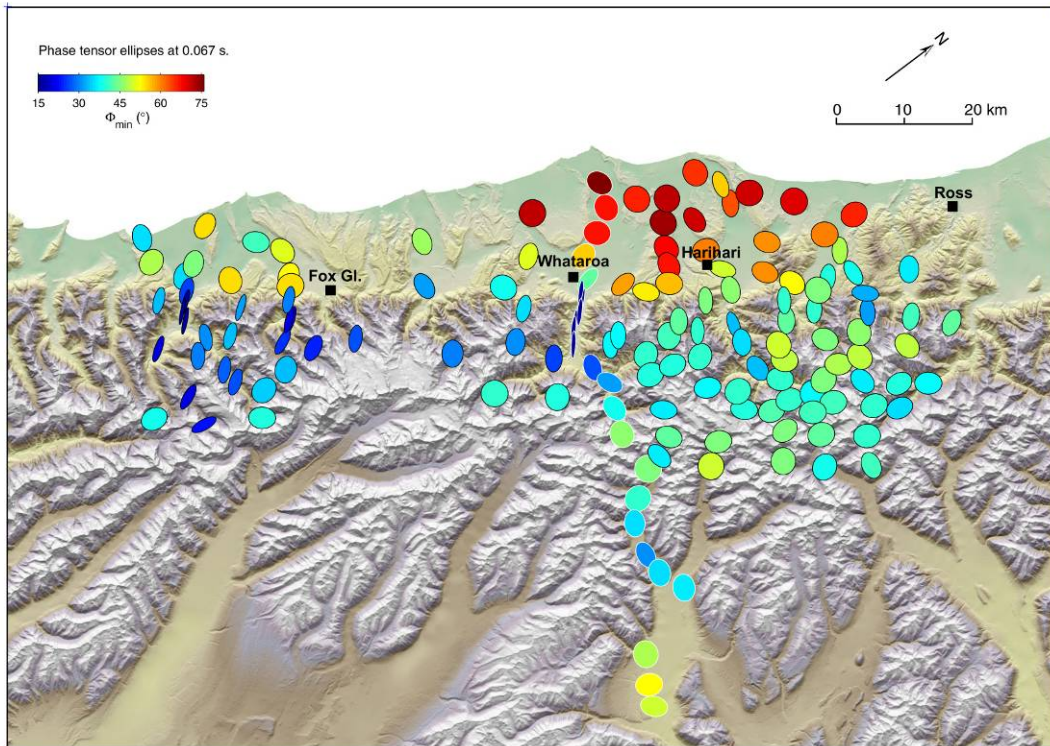 Phase tensor ellipses at 0.067 s.
15 30 45 60 75
Φmin (°)
N
0 10 20 km
Ross
Whataroa
Harihari
Fox Gl.